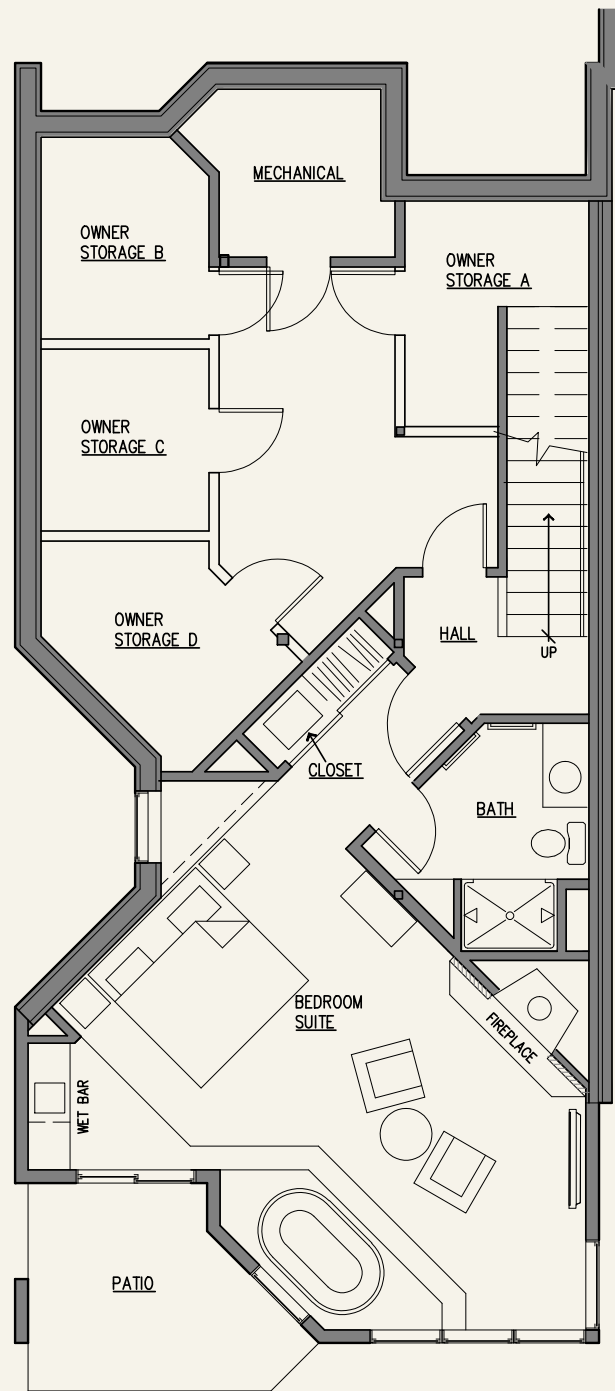 MECHANICAL
OWNER
STORAGE B
OWNER
STORAGE A
OWNER
STORAGE C
OWNER
STORAGE D
HALL
UP
CLOSET
BATH
BEDROOM
SUITE
FIREPLACE
WET BAR
PATIO